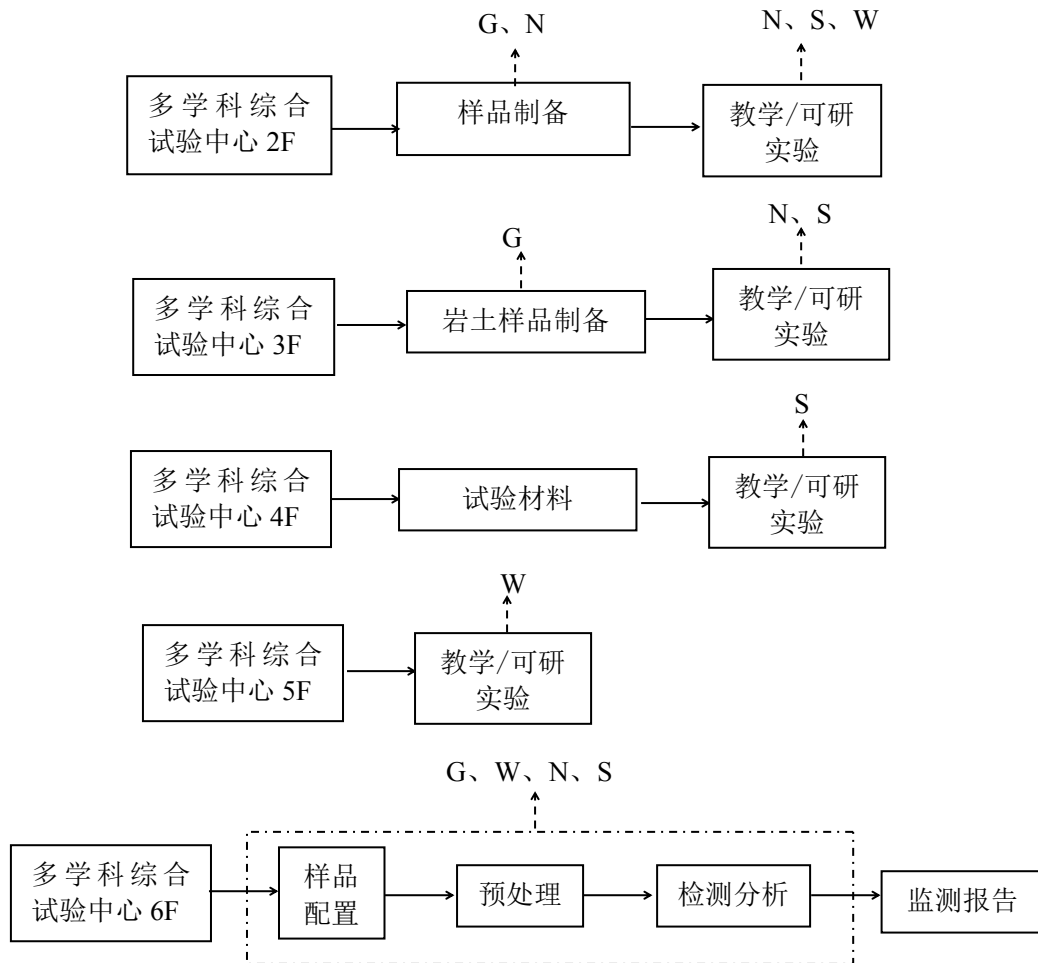 G、N
N、S、W
多学科综合
试验中心 2F
样品制备
教学/可研
实验
G
N、S
多学科综合
试验中心 3F
岩土样品制备
教学/可研
实验
S
多学科综合
试验中心 4F
试验材料
教学/可研
实验
W
多学科综合
试验中心 5F
教学/可研
实验
G、W、N、S
多学科综合
试验中心 6F
样品
配置
预处理
检测分析
监测报告